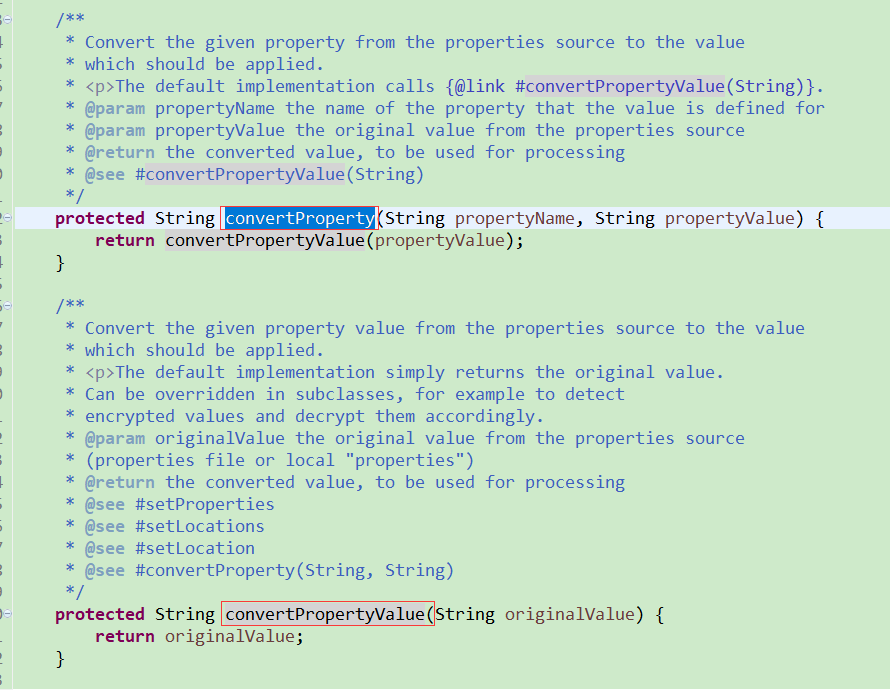 /**
* Convert the given property from the properties source to the value
* which should be applied.
* <p>The default implementation calls {@link #convertPropertyValue(String)}.
* @param propertyName the name of the property that the value is defined for
* @param propertyValue the original value from the properties source
* @return the converted value, to be used for processing
* @see #convertPropertyValue(String)
*/
protected String convertProperty(String propertyName, String propertyValue) {
return convertPropertyValue(propertyValue);
}
/**
* Convert the given property value from the properties source to the value
* which should be applied.
* <p>The default implementation simply returns the original value.
* Can be overridden in subclasses, for example to detect
* encrypted values and decrypt them accordingly.
* @param originalValue the original value from the properties source
* (properties file or local "properties")
* @return the converted value, to be used for processing
* @see #setProperties
* @see #setLocations
* @see #setLocation
* @see #convertProperty(String, String)
*/
protected String convertPropertyValue(String originalValue) {
return originalValue;
}